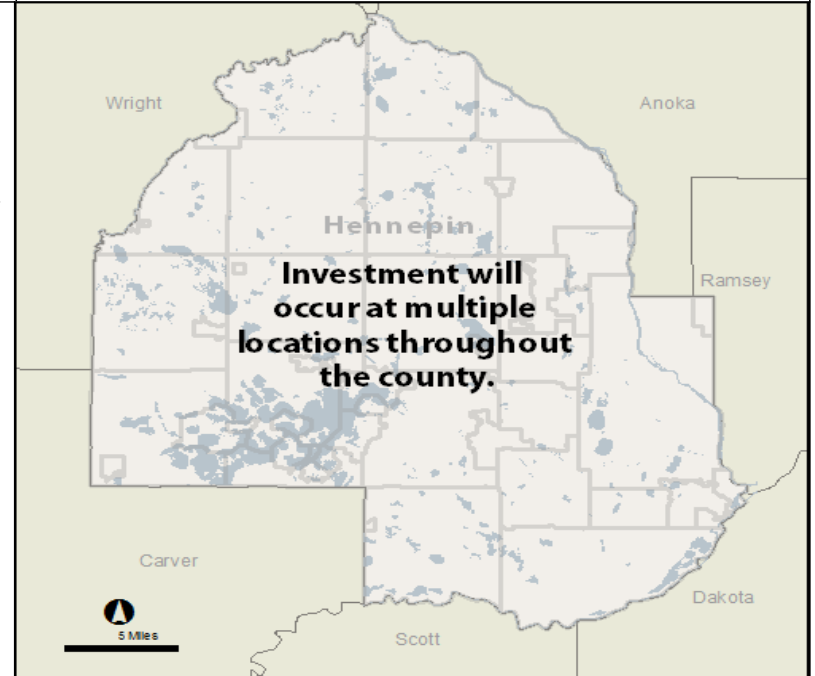 Wright
Anoka
Hennepin
Investment will
occur at multiple
locations throughout
the county.
Ramsey
Carver
Dakota
5 Miles
Scott